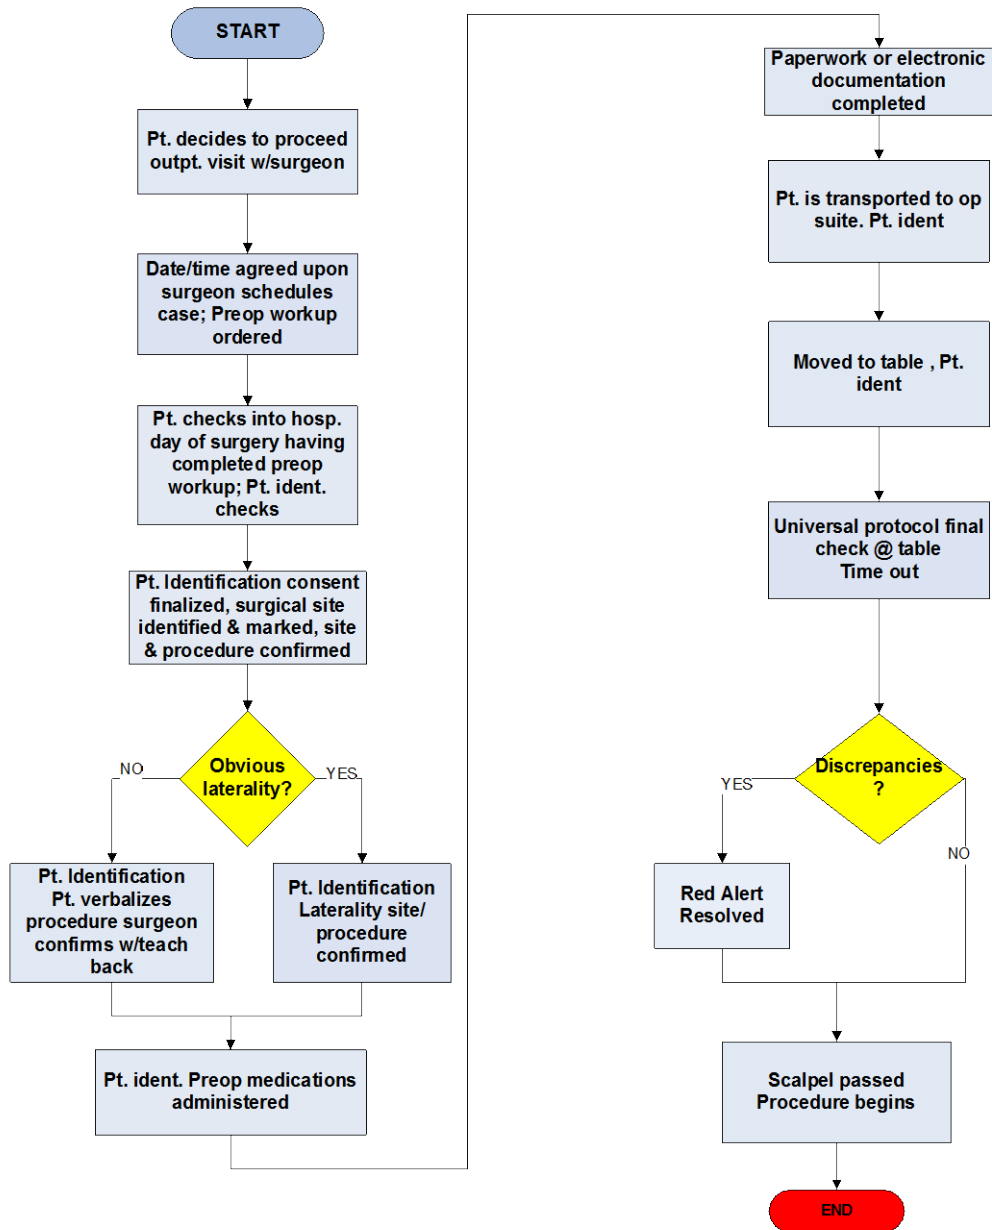 START
Pt. decides to proceed
outpt. visit w/surgeon
Date/time agreed upon
surgeon schedules
case; Preop workup
ordered
Pt. checks into hosp.
day of surgery having
completed preop
workup; Pt. ident.
checks
Pt. Identification consent
finalized, surgical site
identified & marked, site
& procedure confirmed
Obvious
laterality?
NO
YES
Pt. Identification
Pt. verbalizes
procedure surgeon
confirms w/teach
back
Pt. Identification
Laterality site/
procedure
confirmed
Pt. ident. Preop medications
administered
Paperwork or electronic
documentation
completed
Pt. is transported to op
suite. Pt. ident
Moved to table , Pt.
ident
Universal protocol final
check @ table
Time out
Discrepancies
?
YES
NO
Red Alert
Resolved
Scalpel passed
Procedure begins
END